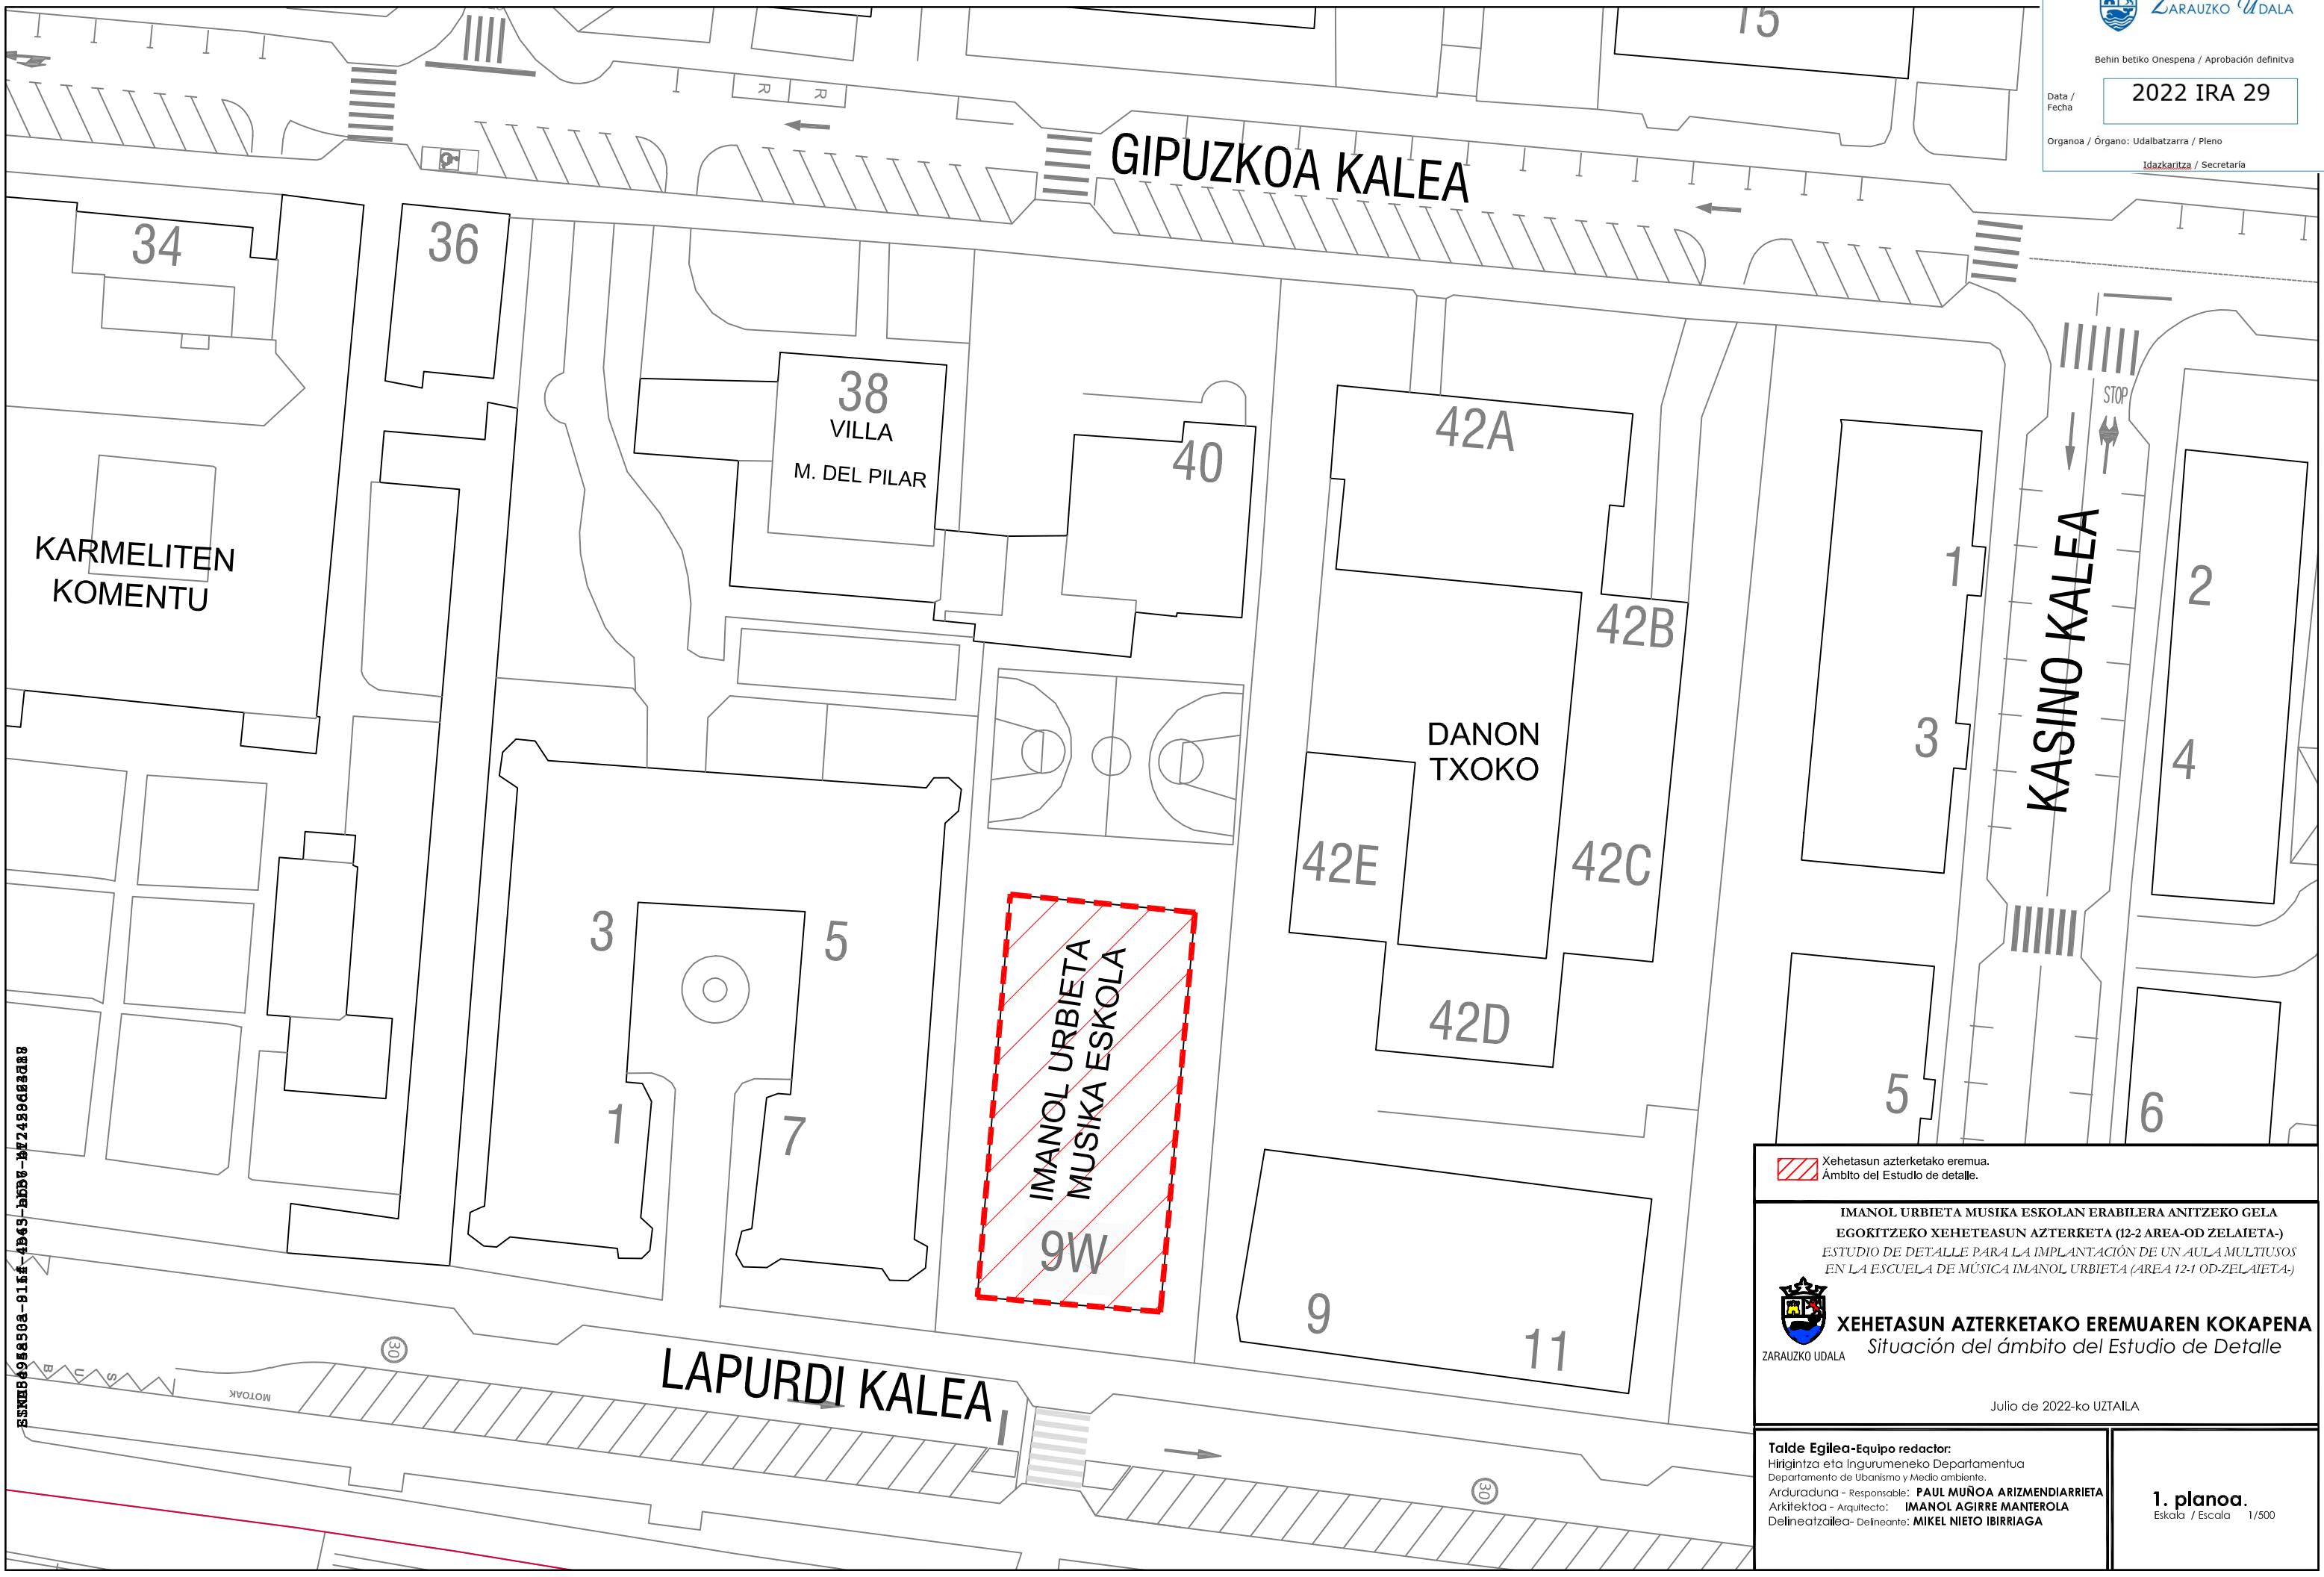 ZARAUZKO UDALA
Behin betiko Onespena / Aprobación definitva
Data /
Fecha
2022 IRA 29
Organoa / Órgano: Udalbatzarra / Pleno
Idazkaritza / Secretaría
15
R
R
GIPUZKOA KALEA
34
36
38
VILLA
M. DEL PILAR
40
42A
STOP
KARMELITEN
KOMENTU
42B
1
2
KASINO KALEA
DANON
TXOKO
3
4
42E
42C
3
5
IMANOL URBIETA
MUSIKA ESKOLA
42D
1
7
5
6
9W
9
11
30
BUS
MOTOAK
LAPURDI KALEA
30
Xehetasun azterketako eremua.
Ámbito del Estudio de detalle.
IMANOL URBIETA MUSIKA ESKOLAN ERABILERA ANITZEKO GELA
EGOKITZEKO XEHETEASUN AZTERKETA (12-2 AREA-OD ZELAIETA-)
ESTUDIO DE DETALLE PARA LA IMPLANTACIÓN DE UN AULA MULTIUSOS
EN LA ESCUELA DE MÚSICA IMANOL URBIETA (AREA 12-1 OD-ZELAIETA-)
ZARAUZKO UDALA
XEHETASUN AZTERKETAKO EREMUAREN KOKAPENA
Situación del ámbito del Estudio de Detalle
Julio de 2022-ko UZTAILA
Talde Egilea-Equipo redactor:
Hirigintza eta Ingurumeneko Departamentua
Departamento de Ubanismo y Medio ambiente.
Arduraduna - Responsable: PAUL MUÑOA ARIZMENDIARRIETA
Arkitektoa - Arquitecto: IMANOL AGIRRE MANTEROLA
Delineatzailea- Delineante: MIKEL NIETO IBIRRIAGA
1. planoa.
Eskala / Escala 1/500